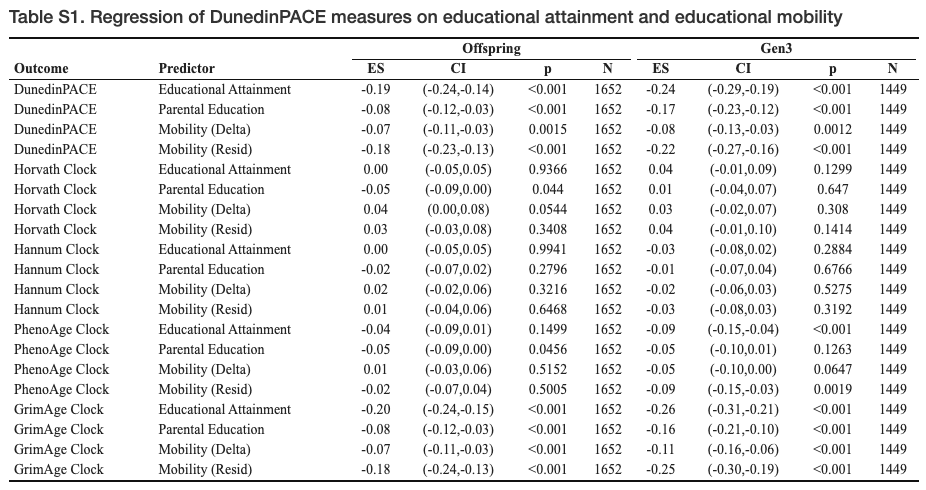 Table S1. Regression of DunedinPACE measures on educational attainment and educational mobility
Offspring Gen3
Outcome Predictor ES CI p N ES CI p N
DunedinPACE Educational Attainment -0.19 (-0.24,-0.14) <0.001 1652 -0.24 (-0.29,-0.19) <0.001 1449
DunedinPACE Parental Education -0.08 (-0.12,-0.03) <0.001 1652 -0.17 (-0.23,-0.12) <0.001 1449
DunedinPACE Mobility (Delta) -0.07 (-0.11,-0.03) 0.0015 1652 -0.08 (-0.13,-0.03) 0.0012 1449
DunedinPACE Mobility (Resid) -0.18 (-0.23,-0.13) <0.001 1652 -0.22 (-0.27,-0.16) <0.001 1449
Horvath Clock Educational Attainment 0.00 (-0.05,0.05) 0.9366 1652 0.04 (-0.01,0.09) 0.1299 1449
Horvath Clock Parental Education -0.05 (-0.09,0.00) 0.044 1652 0.01 (-0.04,0.07) 0.647 1449
Horvath Clock Mobility (Delta) 0.04 (0.00,0.08) 0.0544 1652 0.03 (-0.02,0.07) 0.308 1449
Horvath Clock Mobility (Resid) 0.03 (-0.03,0.08) 0.3408 1652 0.04 (-0.01,0.10) 0.1414 1449
Hannum Clock Educational Attainment 0.00 (-0.05,0.05) 0.9941 1652 -0.03 (-0.08,0.02) 0.2884 1449
Hannum Clock Parental Education -0.02 (-0.07,0.02) 0.2796 1652 -0.01 (-0.07,0.04) 0.6766 1449
Hannum Clock Mobility (Delta) 0.02 (-0.02,0.06) 0.3216 1652 -0.02 (-0.06,0.03) 0.5275 1449
Hannum Clock Mobility (Resid) 0.01 (-0.04,0.06) 0.6468 1652 -0.03 (-0.08,0.03) 0.3192 1449
PhenoAge Clock Educational Attainment -0.04 (-0.09,0.01) 0.1499 1652 -0.09 (-0.15,-0.04) <0.001 1449
PhenoAge Clock Parental Education -0.05 (-0.09,0.00) 0.0456 1652 -0.05 (-0.10,0.01) 0.1263 1449
PhenoAge Clock Mobility (Delta) 0.01 (-0.03,0.06) 0.5152 1652 -0.05 (-0.10,0.00) 0.0647 1449
PhenoAge Clock Mobility (Resid) -0.02 (-0.07,0.04) 0.5005 1652 -0.09 (-0.15,-0.03) 0.0019 1449
GrimAge Clock Educational Attainment -0.20 (-0.24,-0.15) <0.001 1652 -0.26 (-0.31,-0.21) <0.001 1449
GrimAge Clock Parental Education -0.08 (-0.12,-0.03) <0.001 1652 -0.16 (-0.21,-0.10) <0.001 1449
GrimAge Clock Mobility (Delta) -0.07 (-0.11,-0.03) <0.001 1652 -0.11 (-0.16,-0.06) <0.001 1449
GrimAge Clock Mobility (Resid) -0.18 (-0.24,-0.13) <0.001 1652 -0.25 (-0.30,-0.19) <0.001 1449